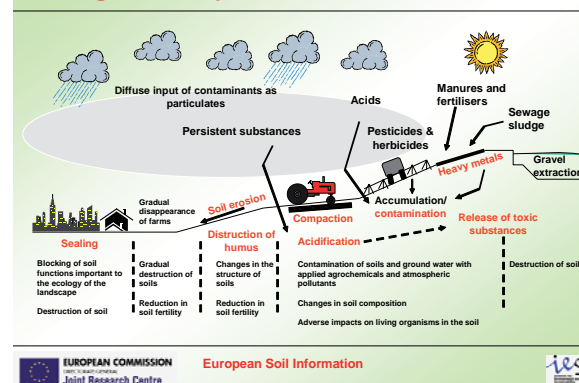 Diffuse input of contaminants as
particulates
Acids
Manures and
fertilisers
Sewage
sludge
Persistent substances
Pesticides &
herbicides
Heavy metals
Gravel
extraction
Gradual
disappearance
of farms
Soil erosion
Compaction
Accumulation/
contamination
Release of toxic
substances
Sealing
Distruction of
humus
Acidification
Blocking of soil
functions important to
the ecology of the
landscape
Destruction of soil
Gradual
destruction of
soils
Reduction in
soil fertility
Changes in the
structure of
soils
Reduction in
soil fertility
Contamination of soils and ground water with
applied agrochemicals and atmospheric
pollutants
Changes in soil composition
Adverse impacts on living organisms in the soil
Destruction of soil
EUROPEAN COMMISSION
DIRECTORATE-GENERAL
Joint Research Centre
European Soil Information
ies